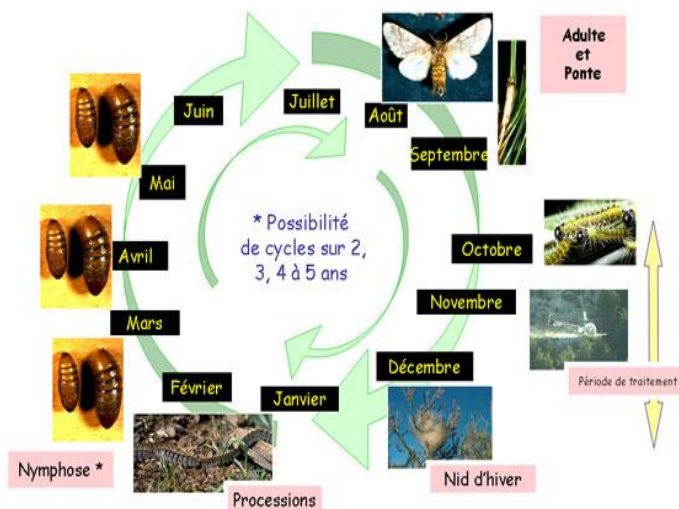 Adulte
et
Ponte
Juillet
Août
Juin
Septembre
Mai
* Possibilité
de cycles sur 2,
3, 4 à 5 ans
Octobre
Avril
Novembre
Mars
Décembre
Période de traitement
Février
Janvier
Nymphose *
Nid d'hiver
Processions